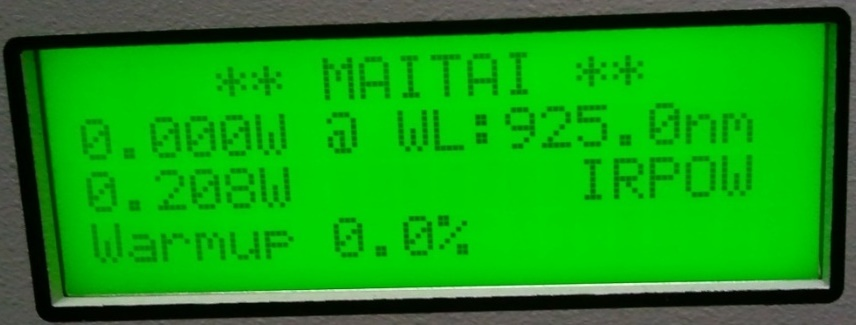 ** MAITAI **
0.000W @ WL:925.0nm
0.208W IRPOW
Warmup 0.0%